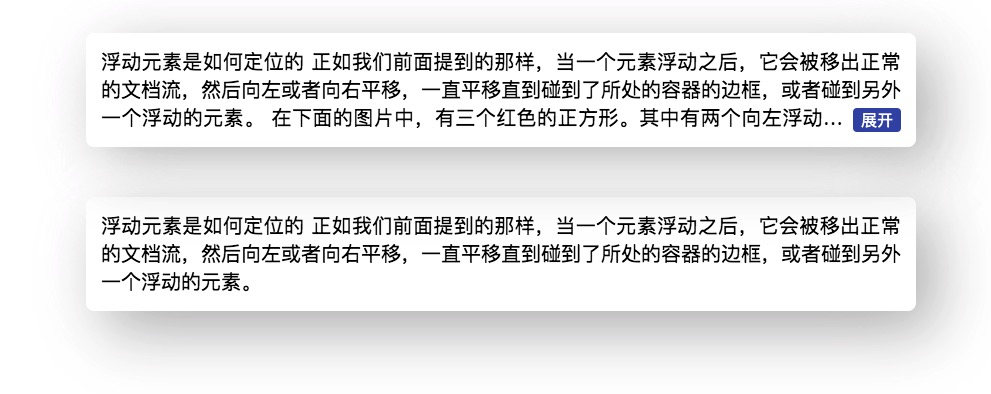 浮动元素是如何定位的 正如我们前面提到的那样，当一个元素浮动之后，它会被移出正常
的文档流，然后向左或者向右平移，一直平移直到碰到了所处的容器的边框，或者碰到另外
一个浮动的元素。 在下面的图片中，有三个红色的正方形。其中有两个向左浮动... 展开
浮动元素是如何定位的 正如我们前面提到的那样，当一个元素浮动之后，它会被移出正常
的文档流，然后向左或者向右平移，一直平移直到碰到了所处的容器的边框，或者碰到另外
一个浮动的元素。